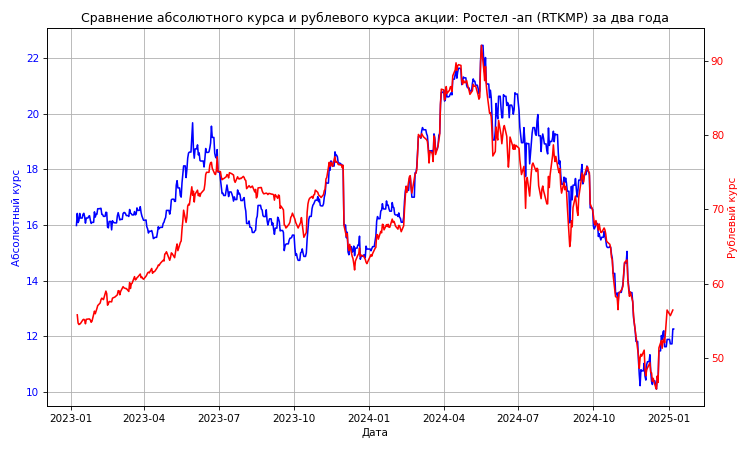 Сравнение абсолютного курса и рублевого курса акции: Ростел -ап (RTKMP) за два года
22
20
18
16
14
12
10
Абсолютный курс
90
80
70
60
50
Рублевый курс
2023-01 2023-04 2023-07 2023-10 2024-01 2024-04 2024-07 2024-10 2025-01
Дата